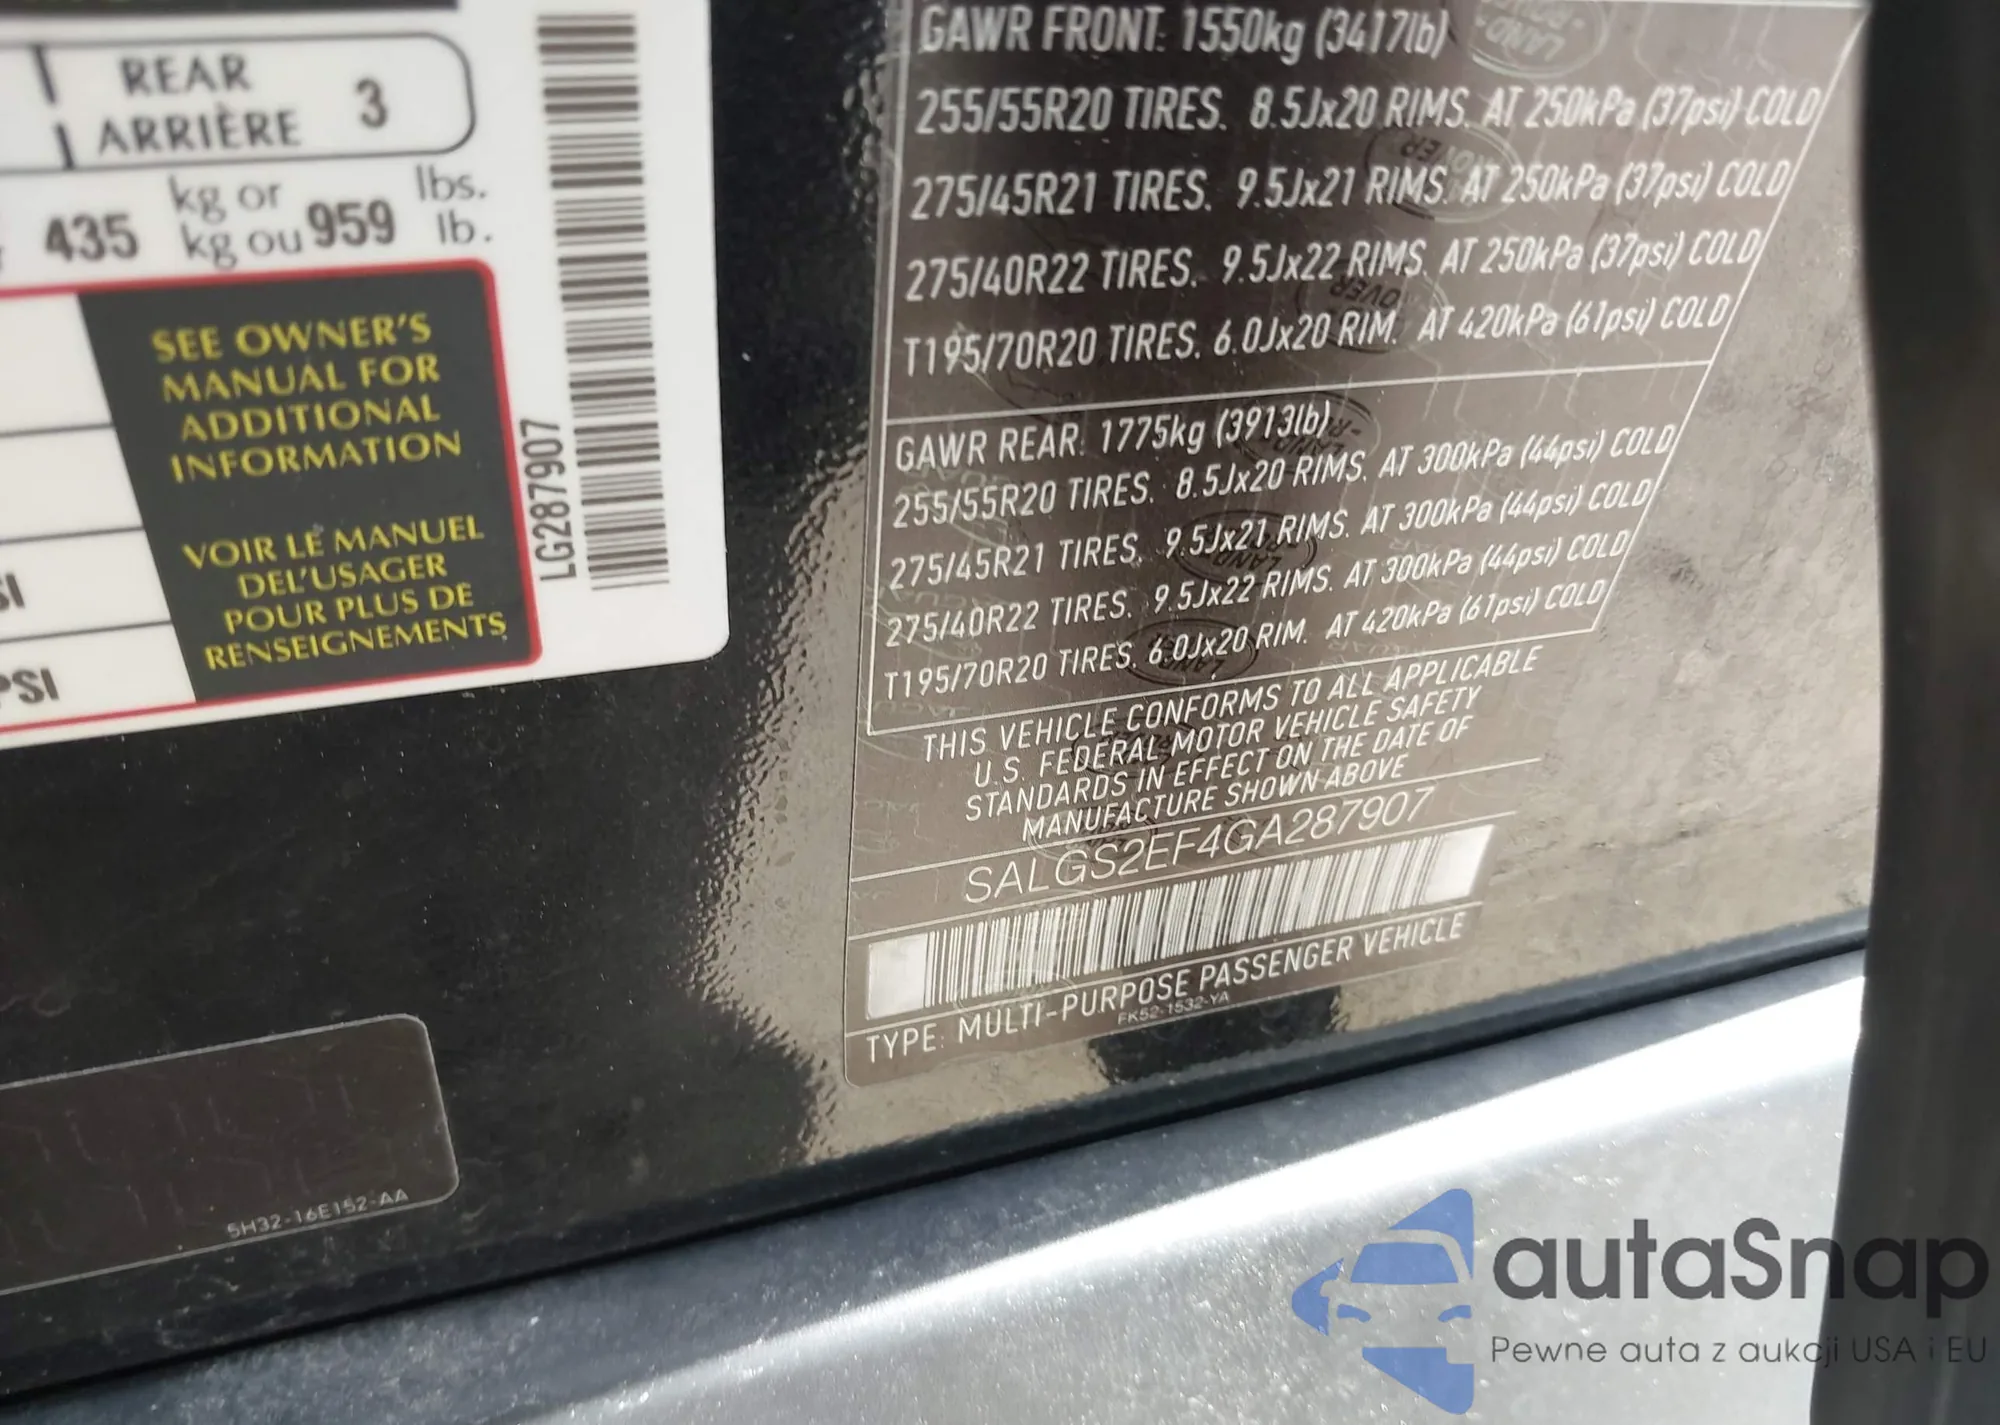 REAR
ARRIÈRE 3
435 kg or
kg ou 959 lbs.
lb.
SEE OWNER'S
MANUAL FOR
ADDITIONAL
INFORMATION
VOIR LE MANUEL
DEL'USAGER
POUR PLUS DE
RENSEIGNEMENTS
PSI
LG287907
5H32-16E152-AA
GAWR FRONT: 1550kg (3417lb)
255/55R20 TIRES. 8.5Jx20 RIMS. AT 250kPa (37psi) COLD
275/45R21 TIRES. 9.5Jx21 RIMS. AT 250kPa (37psi) COLD
275/40R22 TIRES. 9.5Jx22 RIMS. AT 250kPa (37psi) COLD
T195/70R20 TIRES. 6.0Jx20 RIM. AT 420kPa (61psi) COLD
GAWR REAR: 1775kg (3913lb)
255/55R20 TIRES. 8.5Jx20 RIMS. AT 300kPa (44psi) COLD
275/45R21 TIRES. 9.5Jx21 RIMS. AT 300kPa (44psi) COLD
275/40R22 TIRES. 9.5Jx22 RIMS. AT 300kPa (44psi) COLD
T195/70R20 TIRES. 6.0Jx20 RIM. AT 420kPa (61psi) COLD
THIS VEHICLE CONFORMS TO ALL APPLICABLE
U.S. FEDERAL MOTOR VEHICLE SAFETY
STANDARDS IN EFFECT ON THE DATE OF
MANUFACTURE SHOWN ABOVE
SALGS2EF4GA287907
TYPE: MULTI-PURPOSE PASSENGER VEHICLE
FK52-1532-YA
autaSnap
Pewne auta z aukcji USA i EU